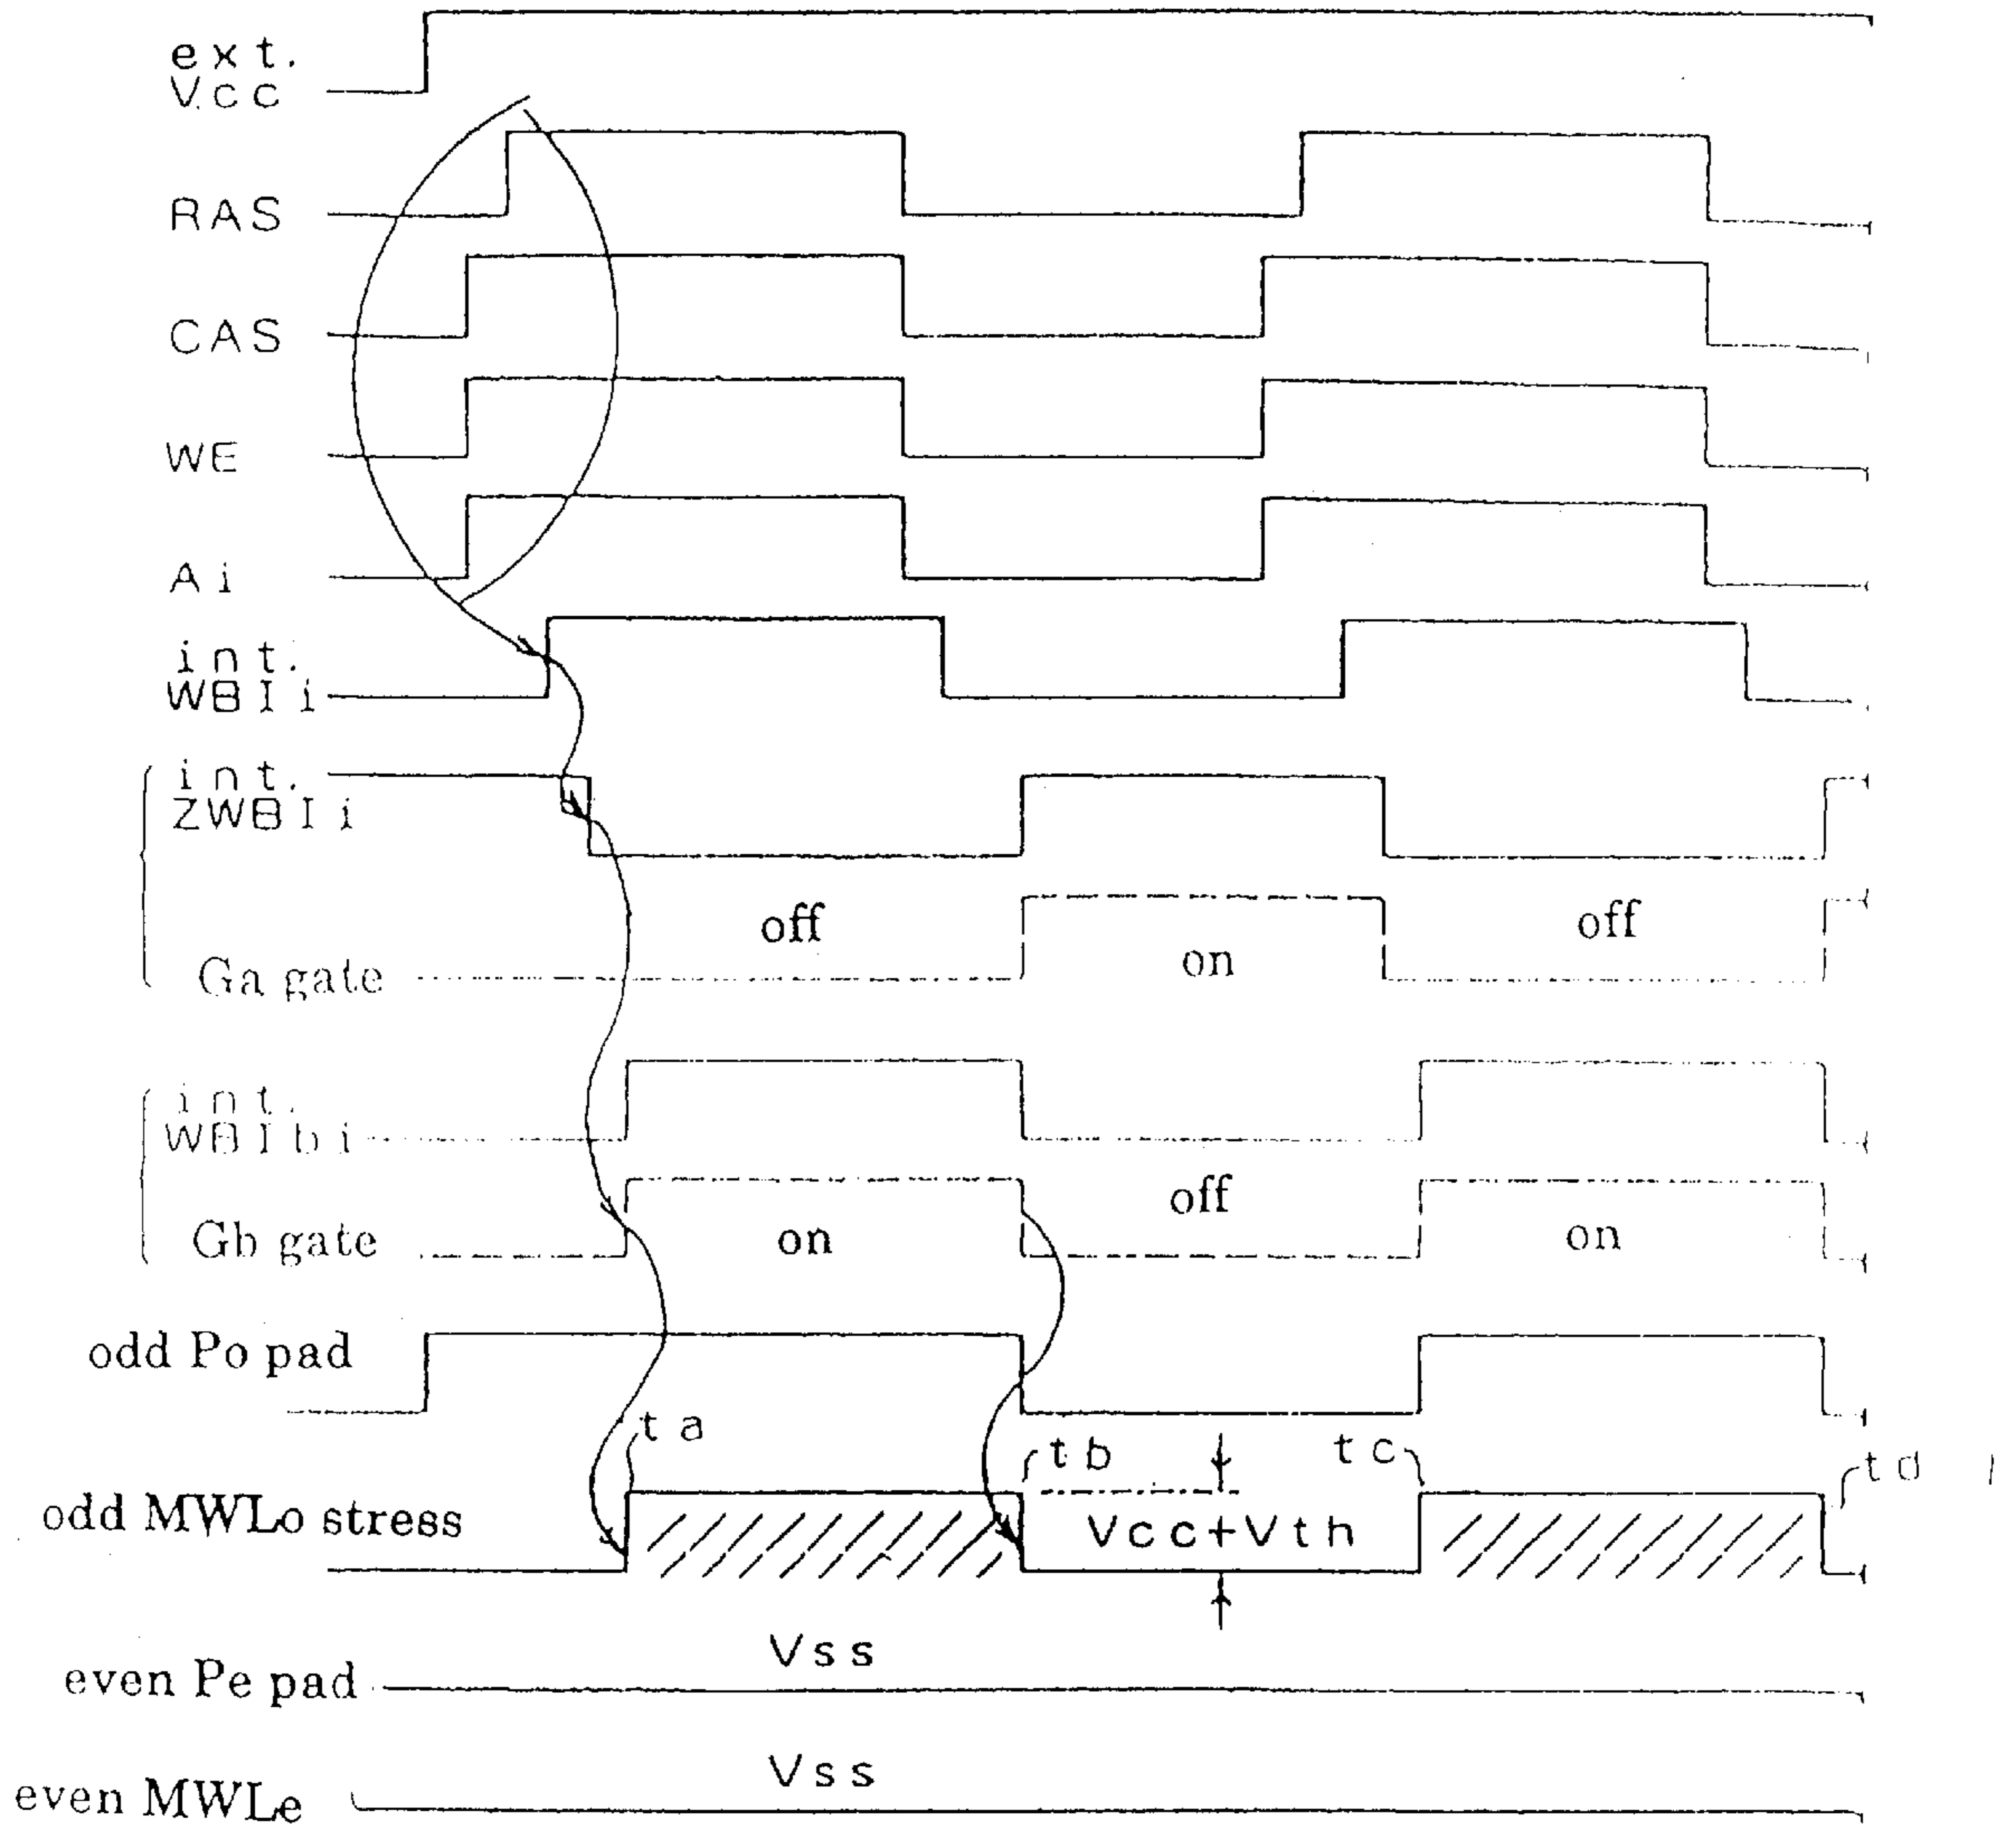 ext.
Vcc
RAS
CAS
WE
Ai
int.
WBIi
int.
ZWBIi
off
off
on
Ga gate
int.
WBIbi
off
Gb gate
on
on
odd Po pad
ta
tb
tc
td
odd MWLo stress
Vcc+Vth
Vss
even Pe pad
Vss
even MWLe